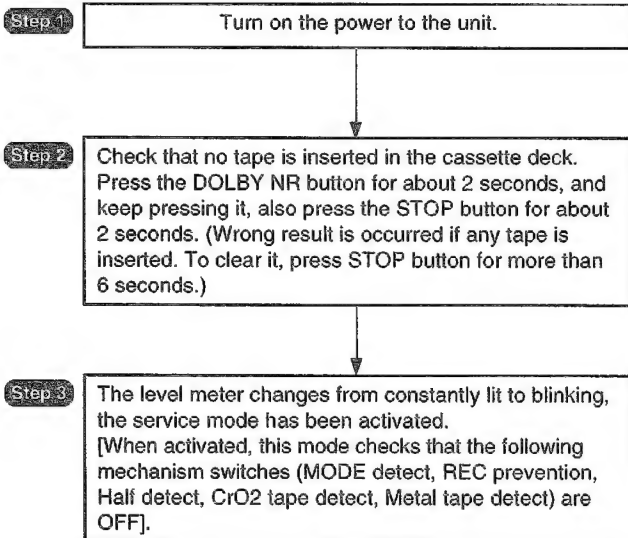 Step 1
Turn on the power to the unit.
Step 2
Check that no tape is inserted in the cassette deck.
Press the DOLBY NR button for about 2 seconds, and
keep pressing it, also press the STOP button for about
2 seconds. (Wrong result is occurred if any tape is
inserted. To clear it, press STOP button for more than
6 seconds.)
Step 3
The level meter changes from constantly lit to blinking,
the service mode has been activated.
[When activated, this mode checks that the following
mechanism switches (MODE detect, REC prevention,
Half detect, CrO2 tape detect, Metal tape detect) are
OFF].